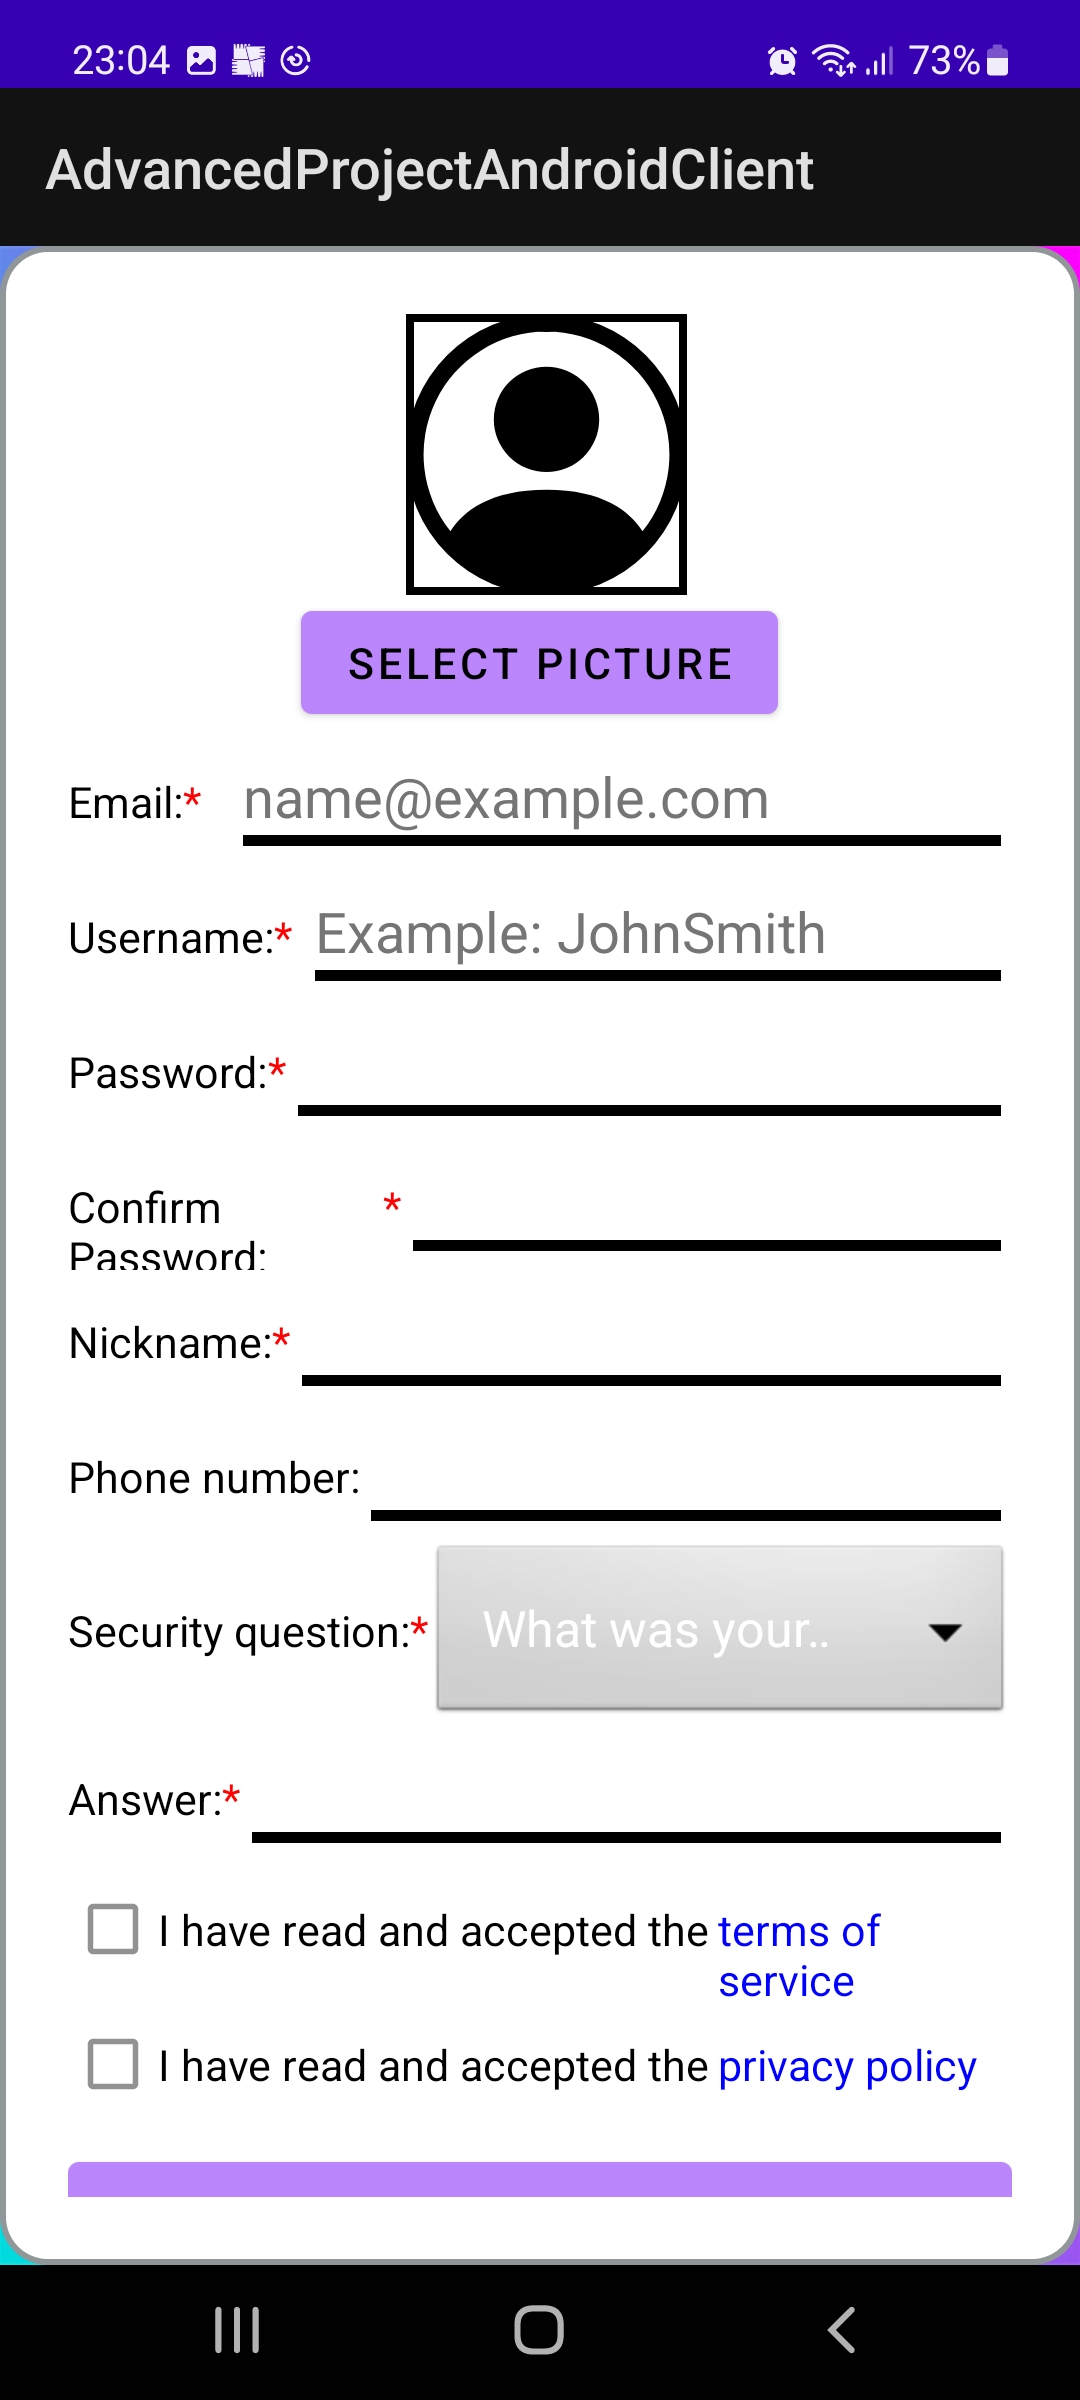 23:04 73%
AdvancedProjectAndroidClient
SELECT PICTURE
Email:* name@example.com
Username:* Example: JohnSmith
Password:*
Confirm *
Password:
Nickname:*
Phone number:
Security question:* What was your..
Answer:*
I have read and accepted the terms of
service
I have read and accepted the privacy policy